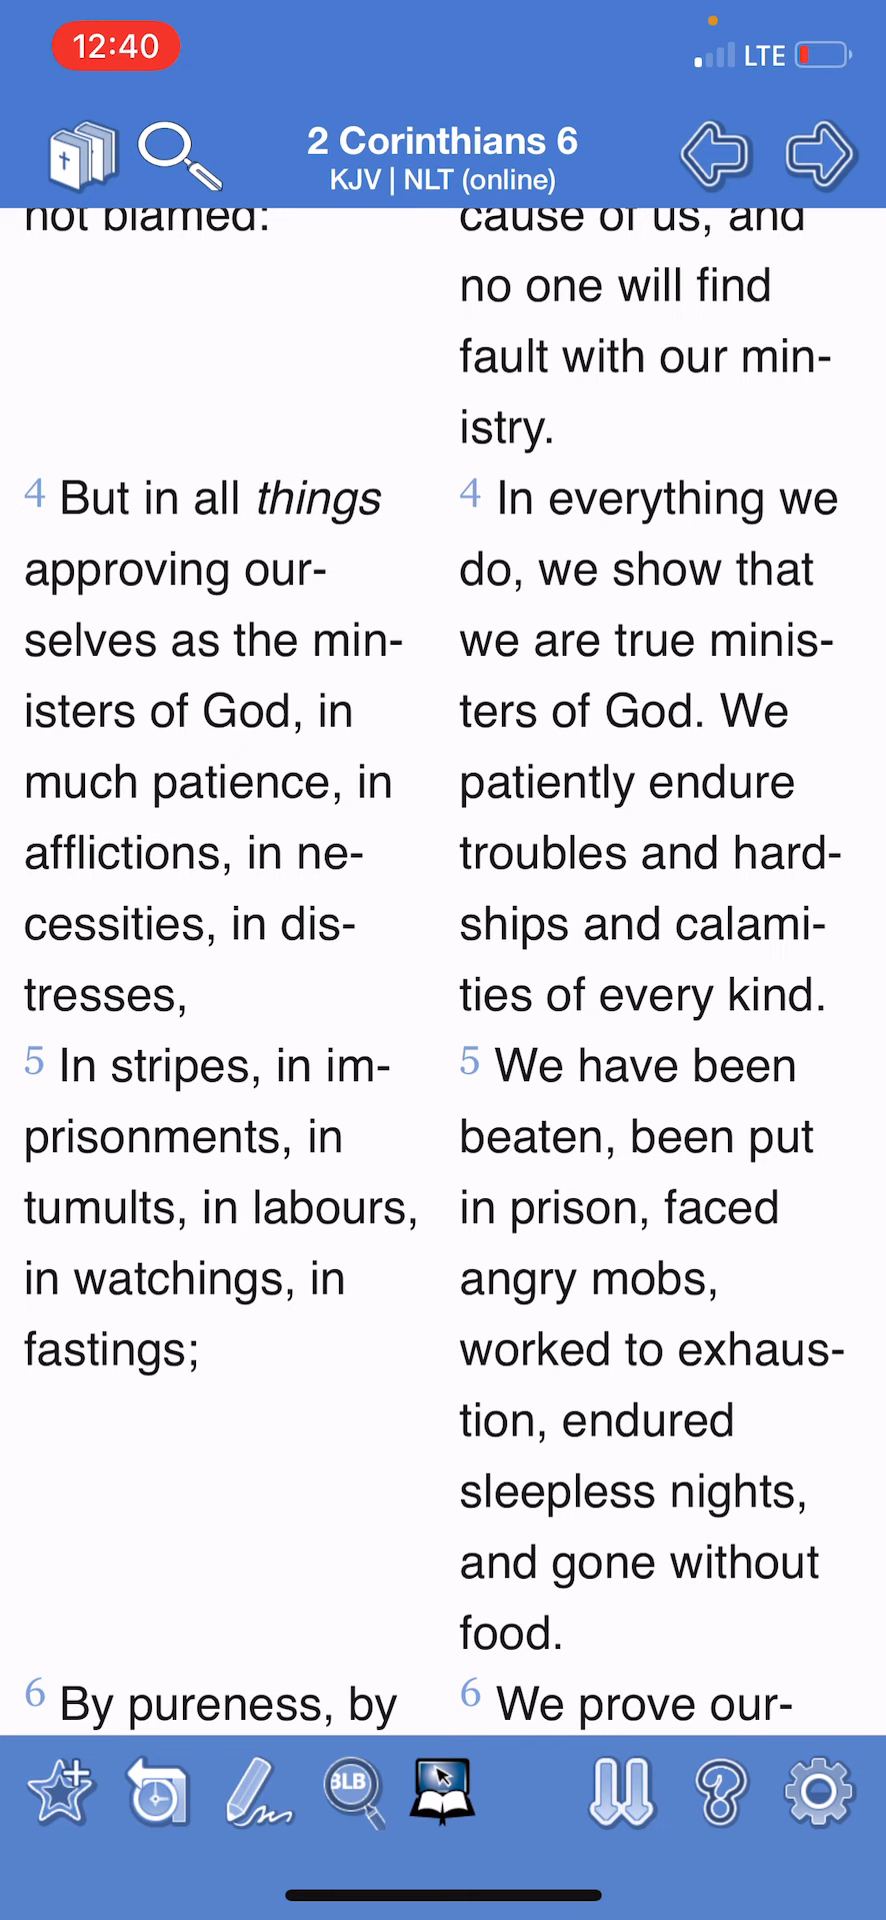 12:40
LTE
2 Corinthians 6
KJV | NLT (online)
not blamed:
4 But in all things
approving our-
selves as the min-
isters of God, in
much patience, in
afflictions, in ne-
cessities, in dis-
tresses,
5 In stripes, in im-
prisonments, in
tumults, in labours,
in watchings, in
fastings;
6 By pureness, by
cause of us, and
no one will find
fault with our min-
istry.
4 In everything we
do, we show that
we are true minis-
ters of God. We
patiently endure
troubles and hard-
ships and calami-
ties of every kind.
5 We have been
beaten, been put
in prison, faced
angry mobs,
worked to exhaus-
tion, endured
sleepless nights,
and gone without
food.
6 We prove our-
BLB